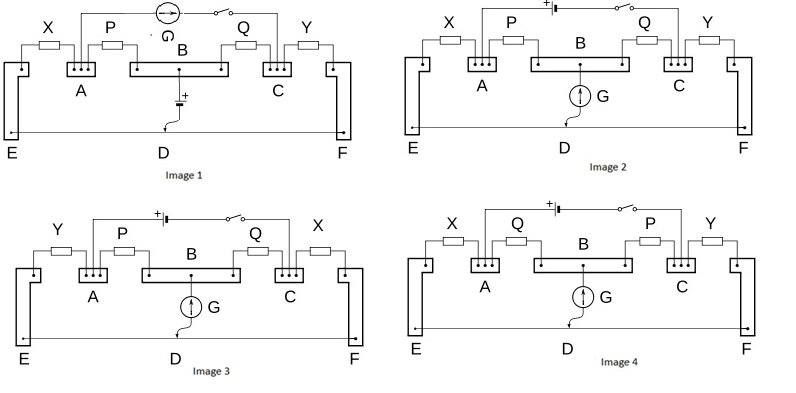 G
X P Q Y
B
+
A C
E D F
Image 1
+
X P Q Y
B
A C
G
E D F
Image 2
+
Y P Q X
B
A C
G
E D F
Image 3
+
X Q P Y
B
A C
G
E D F
Image 4